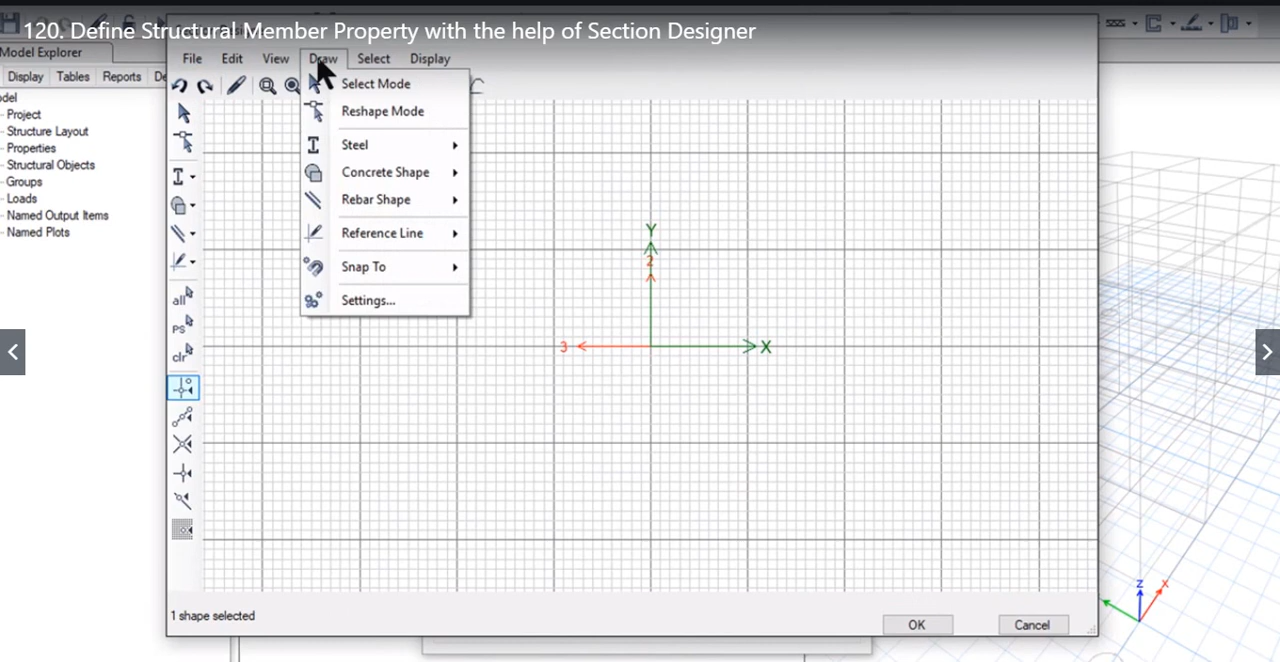 120. Define Structural Member Property with the help of Section Designer
Model Explorer
Display Tables Reports De
odel
Project
Structure Layout
Properties
Structural Objects
Groups
Loads
Named Output Items
Named Plots
File Edit View Draw Select Display
Select Mode
Reshape Mode
Steel
Concrete Shape
Rebar Shape
Reference Line
Snap To
Settings...
all
ps
clr
Y
2
3
X
Z
X
1 shape selected
OK Cancel